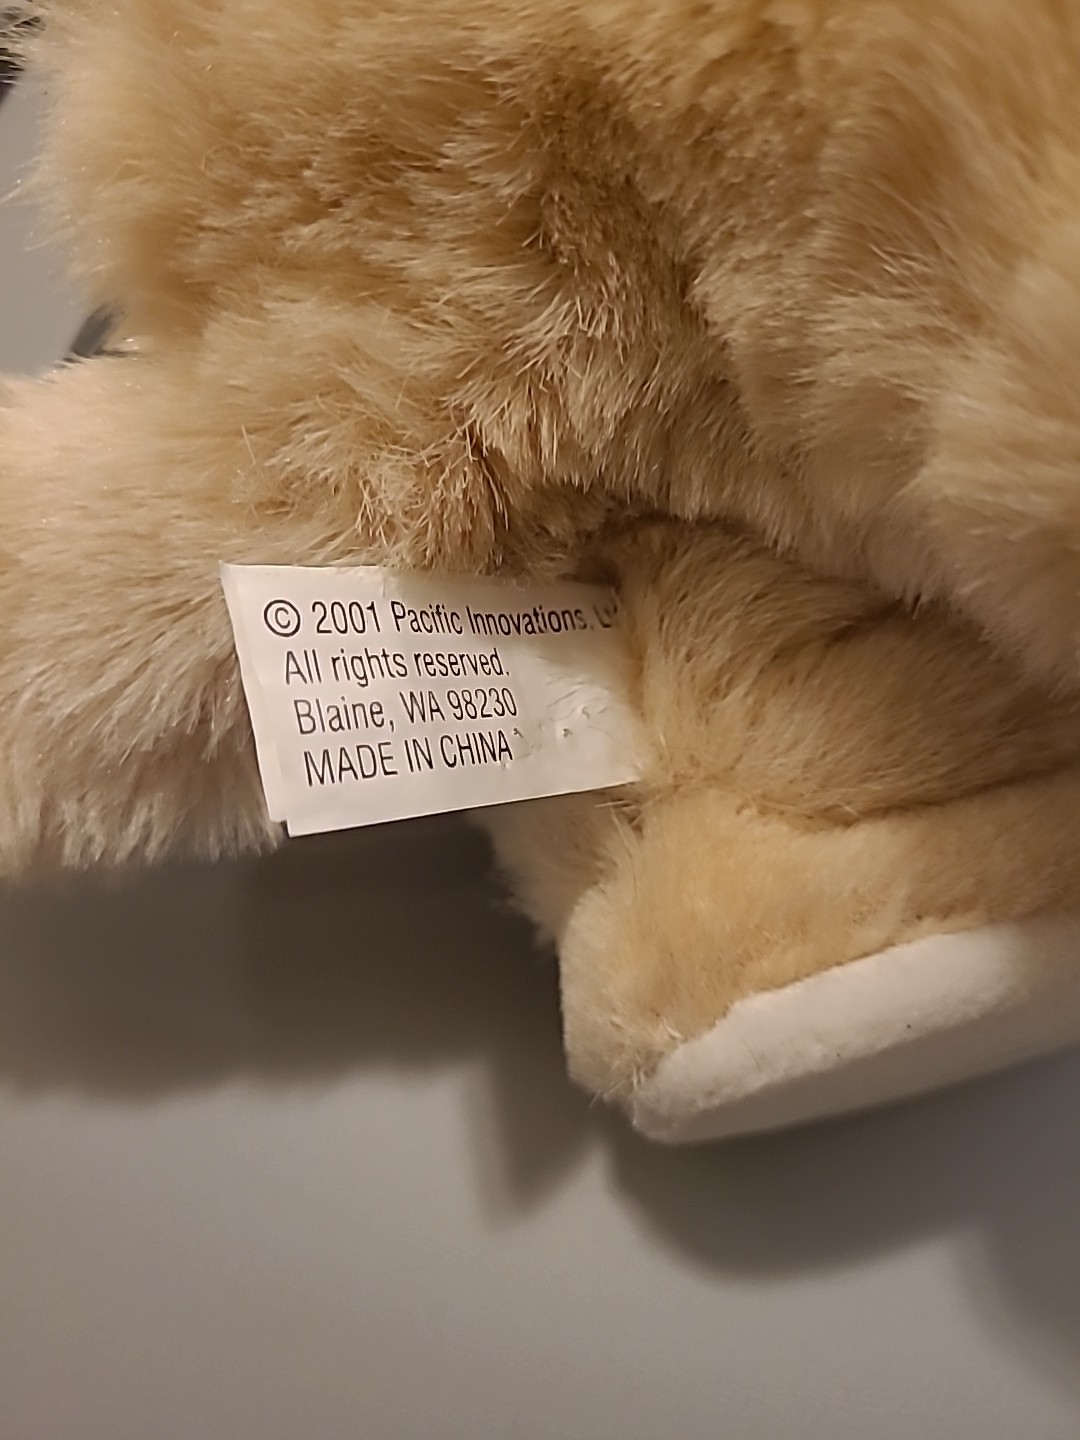 © 2001 Pacific Innovations,
All rights reserved.
Blaine, WA 98230
MADE IN CHINA